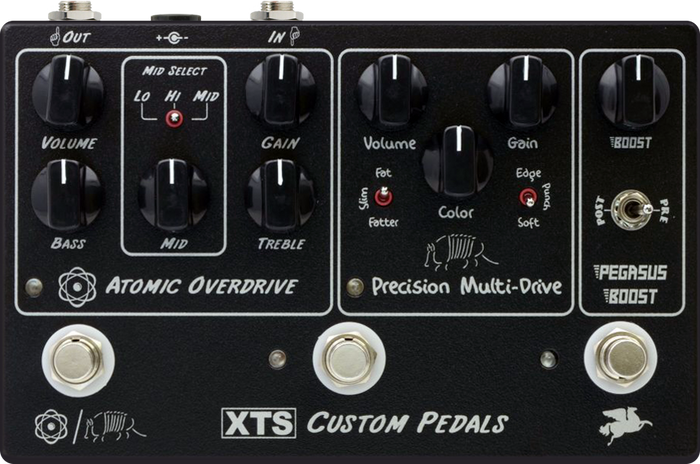 OUT
IN
MID SELECT
LO HI MID
VOLUME
GAIN
BASS
MID
TREBLE
ATOMIC OVERDRIVE
Volume
Gain
Color
Fat
Slim
Fatter
Edge
Punch
Soft
Precision Multi-Drive
BOOST
POST
PRE
PEGASUS
BOOST
XTS CUSTOM PEDALS